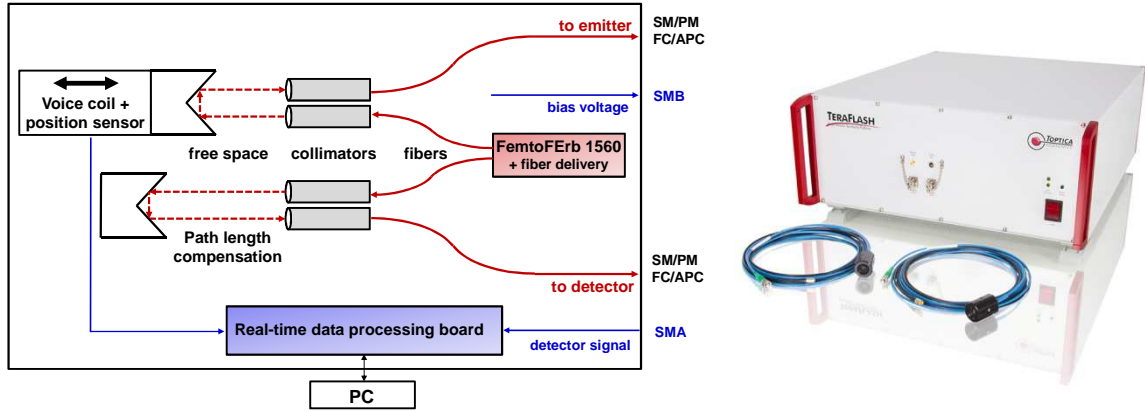 to emitter
SM/PM
FC/APC
Voice coil +
position sensor
bias voltage
SMB
free space
collimators
fibers
FemtoFErb 1560
+ fiber delivery
Path length
compensation
SM/PM
FC/APC
to detector
Real-time data processing board
detector signal
SMA
PC
TERAFLASH
TOPTICA